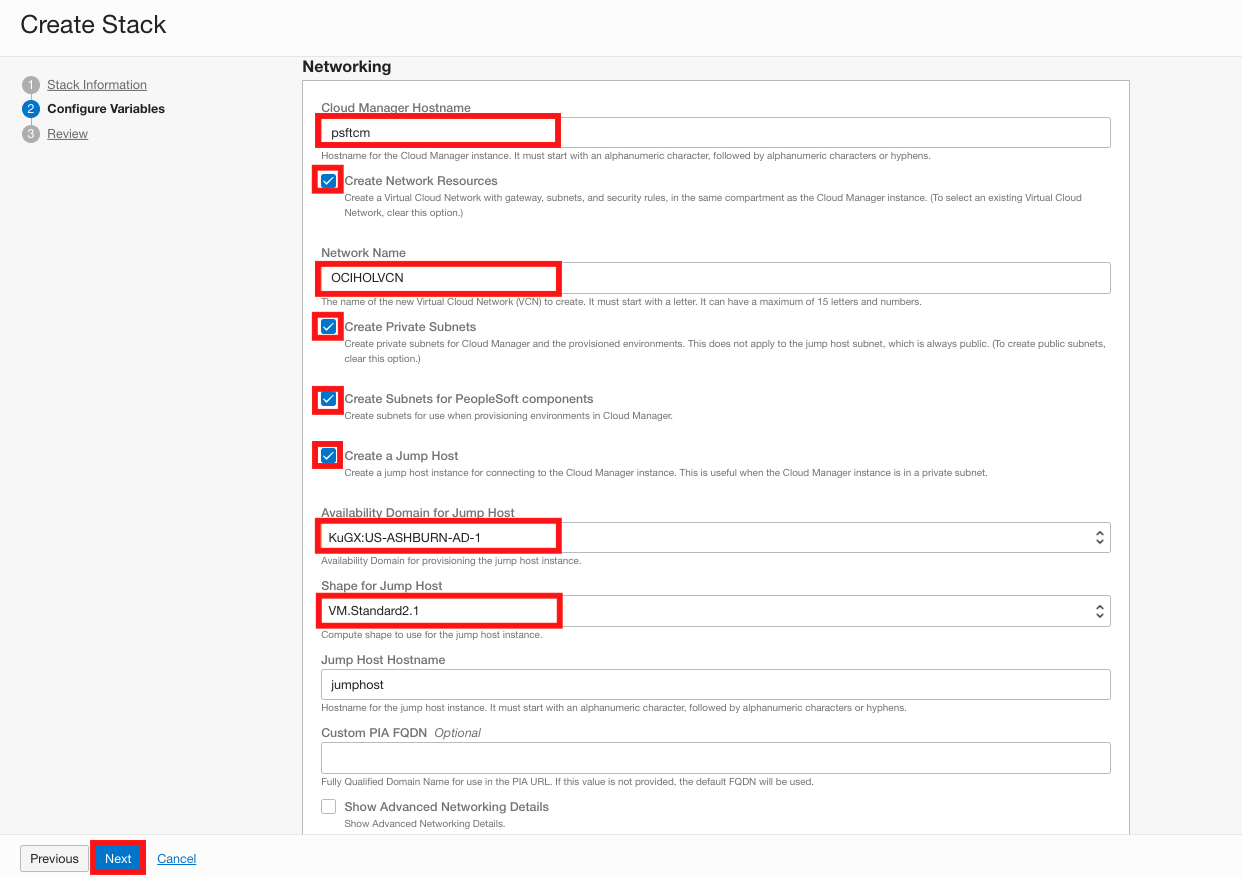 Create Stack
1 Stack Information
2 Configure Variables
3 Review
Networking
Cloud Manager Hostname
psftcm
Hostname for the Cloud Manager instance. It must start with an alphanumeric character, followed by alphanumeric characters or hyphens.
Create Network Resources
Create a Virtual Cloud Network with gateway, subnets, and security rules, in the same compartment as the Cloud Manager instance. (To select an existing Virtual Cloud
Network, clear this option.)
Network Name
OCIHOLVCN
The name of the new Virtual Cloud Network (VCN) to create. It must start with a letter. It can have a maximum of 15 letters and numbers.
Create Private Subnets
Create private subnets for Cloud Manager and the provisioned environments. This does not apply to the jump host subnet, which is always public. (To create public subnets,
clear this option.)
Create Subnets for PeopleSoft components
Create subnets for use when provisioning environments in Cloud Manager.
Create a Jump Host
Create a jump host instance for connecting to the Cloud Manager instance. This is useful when the Cloud Manager instance is in a private subnet.
Availability Domain for Jump Host
KuGX:US-ASHBURN-AD-1
Availability Domain for provisioning the jump host instance.
Shape for Jump Host
VM.Standard2.1
Compute shape to use for the jump host instance.
Jump Host Hostname
jumphost
Hostname for the jump host instance. It must start with an alphanumeric character, followed by alphanumeric characters or hyphens.
Custom PIA FQDN Optional
Fully Qualified Domain Name for use in the PIA URL. If this value is not provided, the default FQDN will be used.
Show Advanced Networking Details
Show Advanced Networking Details.
Previous Next Cancel